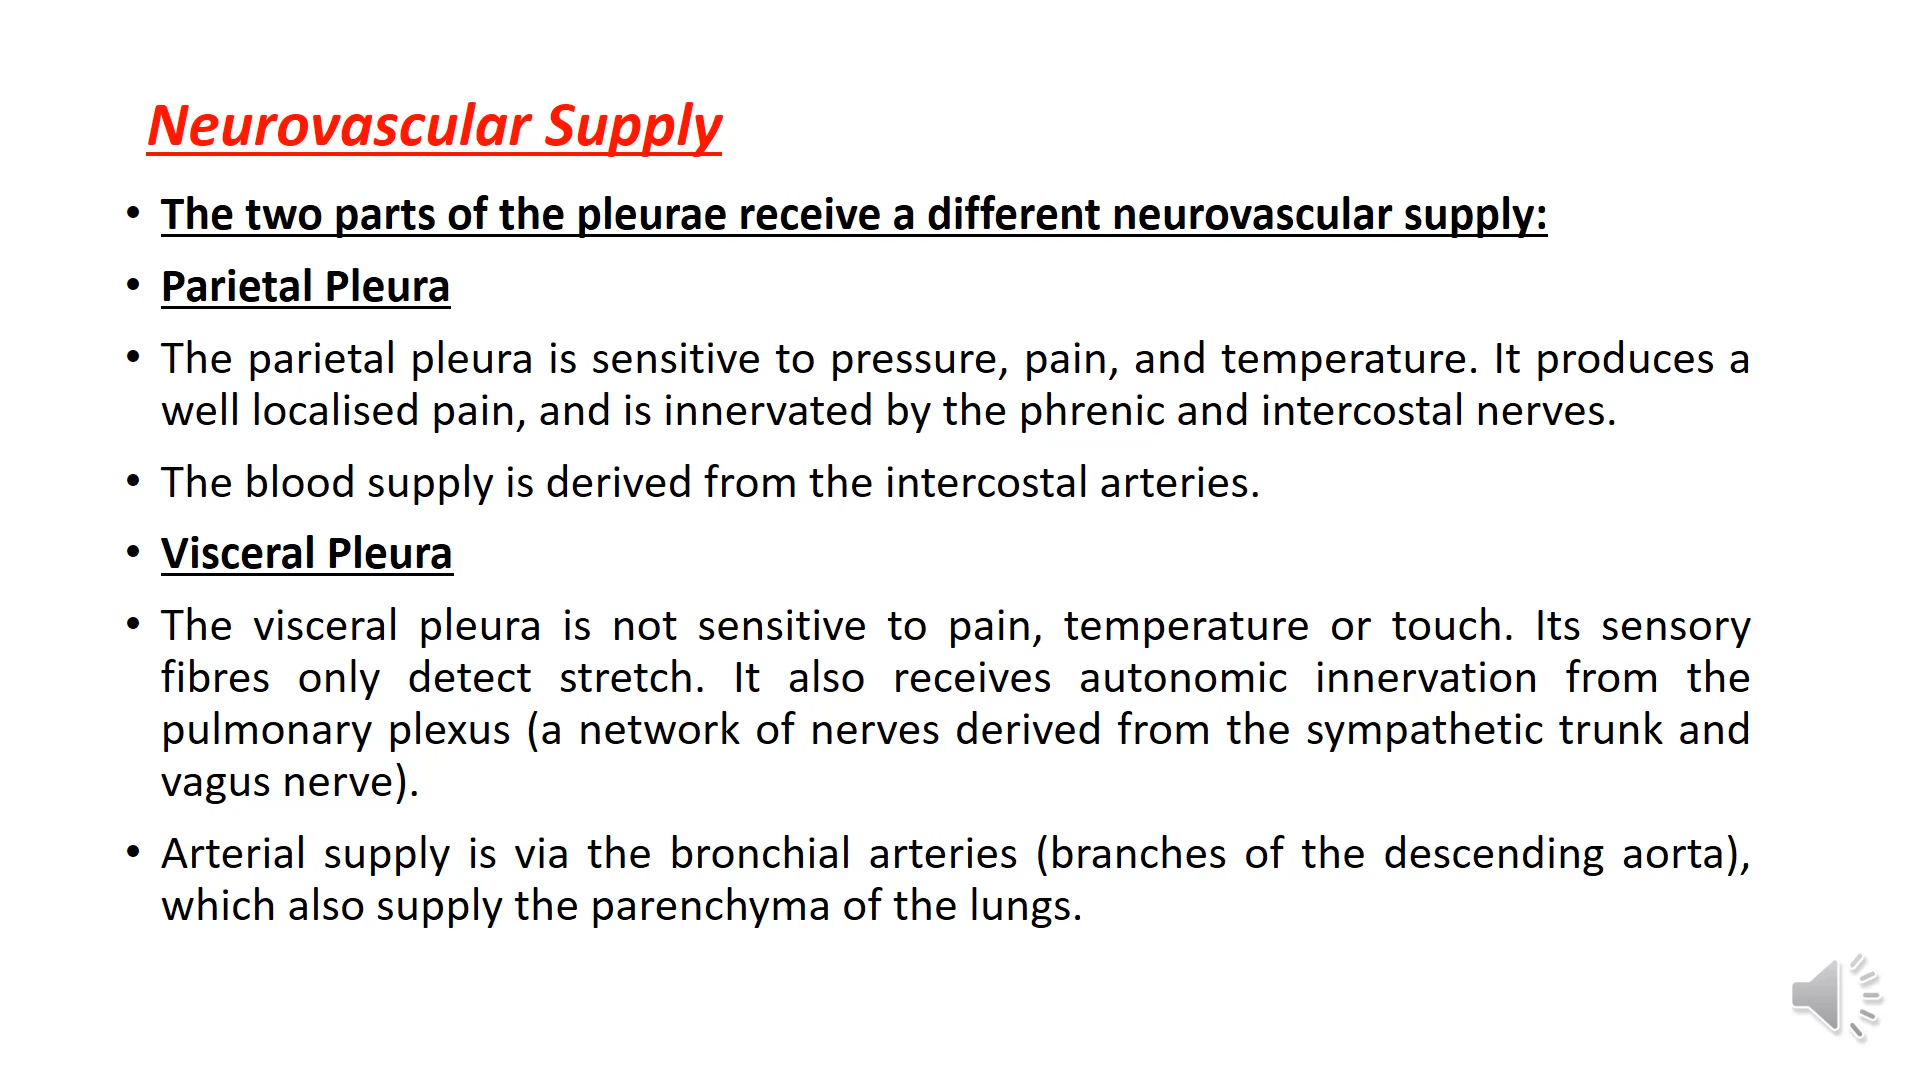 Neurovascular Supply
• The two parts of the pleurae receive a different neurovascular supply:
• Parietal Pleura
• The parietal pleura is sensitive to pressure, pain, and temperature. It produces a
well localised pain, and is innervated by the phrenic and intercostal nerves.
• The blood supply is derived from the intercostal arteries.
• Visceral Pleura
• The visceral pleura is not sensitive to pain, temperature or touch. Its sensory
fibres only detect stretch. It also receives autonomic innervation from the
pulmonary plexus (a network of nerves derived from the sympathetic trunk and
vagus nerve).
• Arterial supply is via the bronchial arteries (branches of the descending aorta),
which also supply the parenchyma of the lungs.